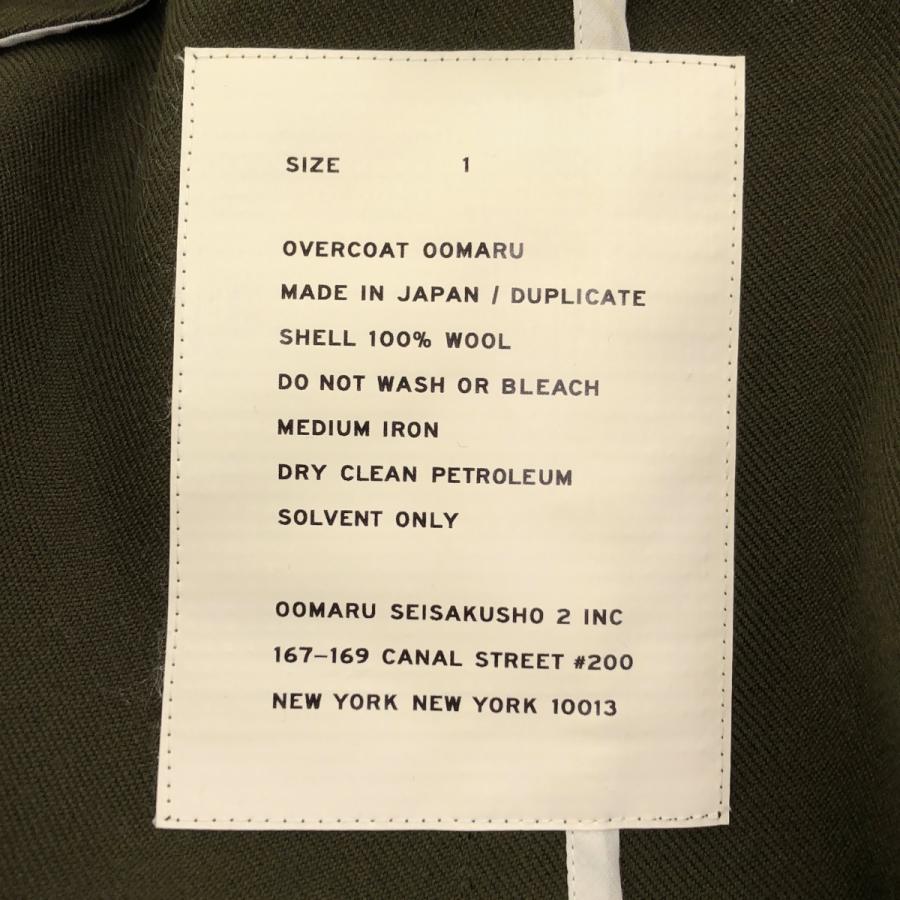 SIZE 1
OVERCOAT OOMARU
MADE IN JAPAN / DUPLICATE
SHELL 100% WOOL
DO NOT WASH OR BLEACH
MEDIUM IRON
DRY CLEAN PETROLEUM
SOLVENT ONLY
OOMARU SEISAKUSHO 2 INC
167–169 CANAL STREET #200
NEW YORK NEW YORK 10013